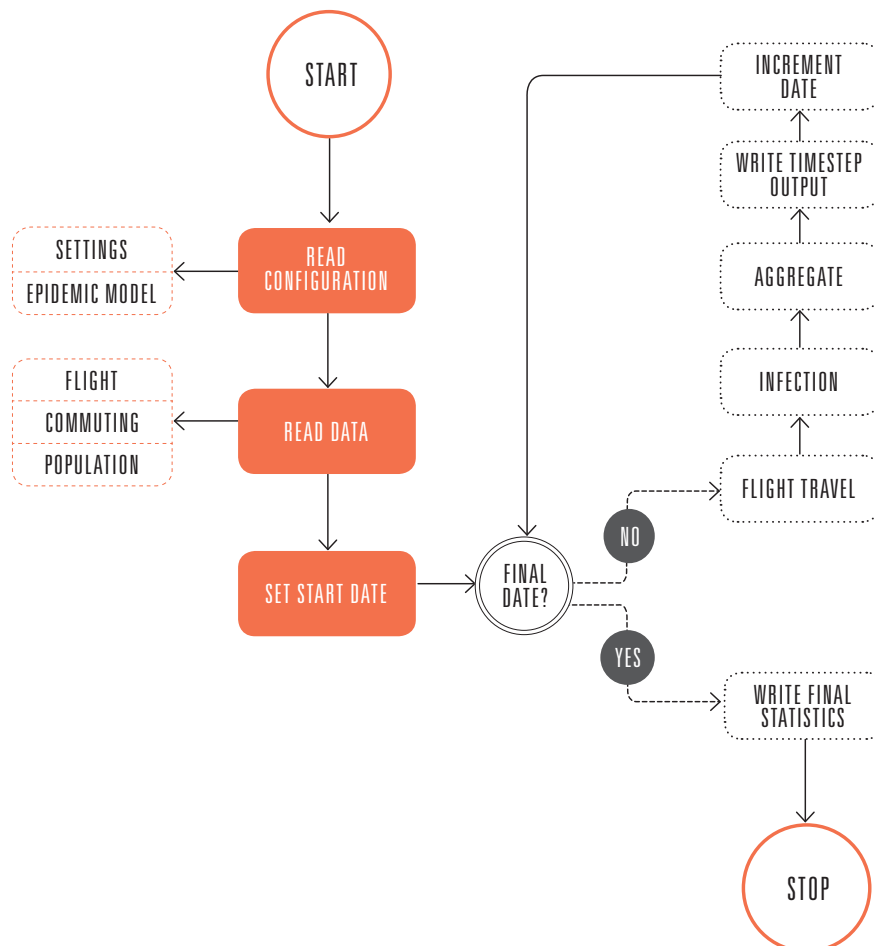 START
READ
CONFIGURATION
SETTINGS
EPIDEMIC MODEL
READ DATA
FLIGHT
COMMUTING
POPULATION
SET START DATE
FINAL
DATE?
NO
YES
FLIGHT TRAVEL
INFECTION
AGGREGATE
WRITE TIMESTEP
OUTPUT
INCREMENT
DATE
WRITE FINAL
STATISTICS
STOP